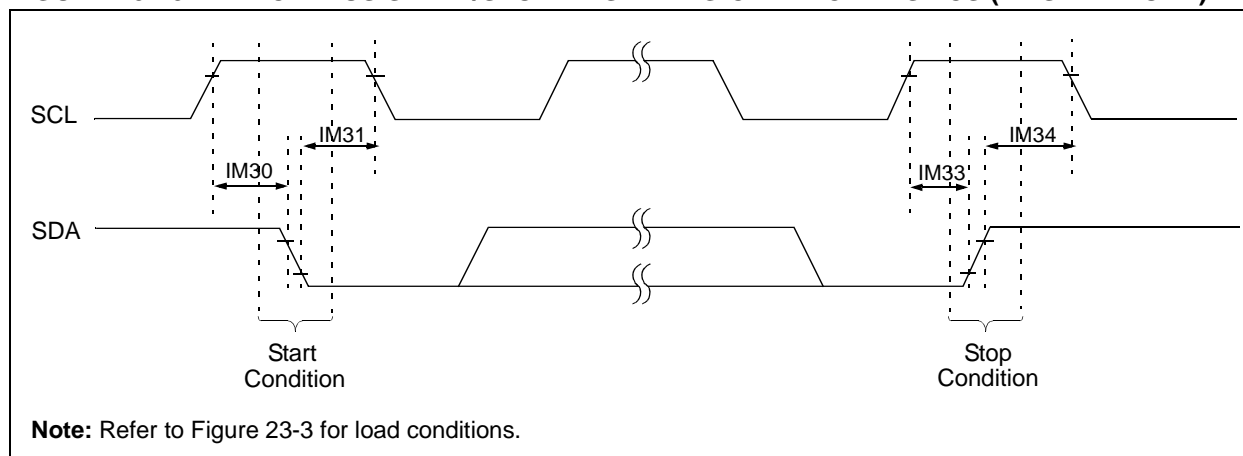 SCL
IM31
IM34
IM30
IM33
SDA
Start
Condition
Stop
Condition
Note: Refer to Figure 23-3 for load conditions.